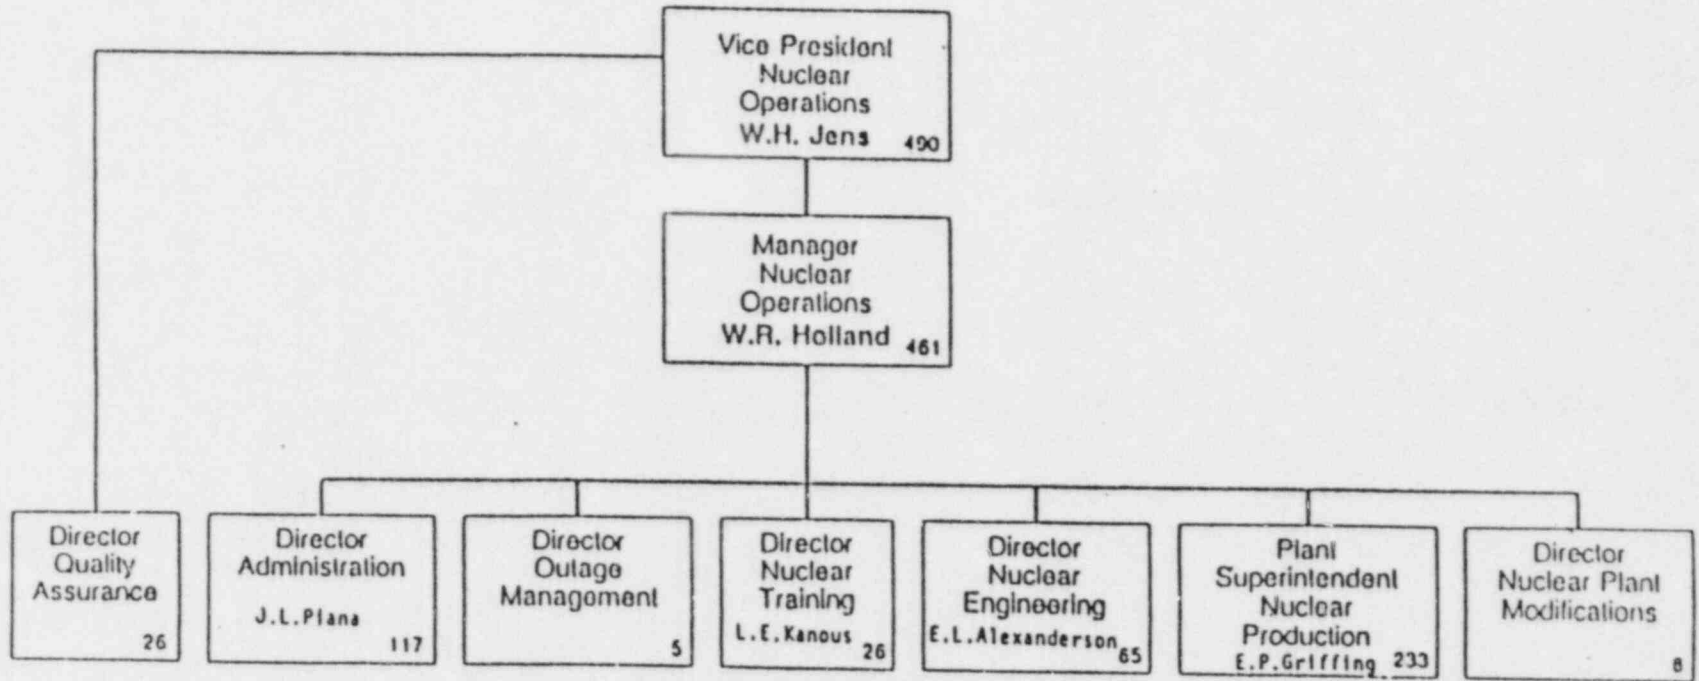 Vice President
Nuclear
Operations
W.H. Jens 490
Manager
Nuclear
Operations
W.R. Holland 461
Director
Quality
Assurance
26
Director
Administration
J.L.Piana
117
Director
Outage
Management
5
Director
Nuclear
Training
L.E.Kanous 26
Director
Nuclear
Engineering
E.L.Alexanderson 65
Plant
Superintendent
Nuclear
Production
E.P.Griffing 233
Director
Nuclear Plant
Modifications
8